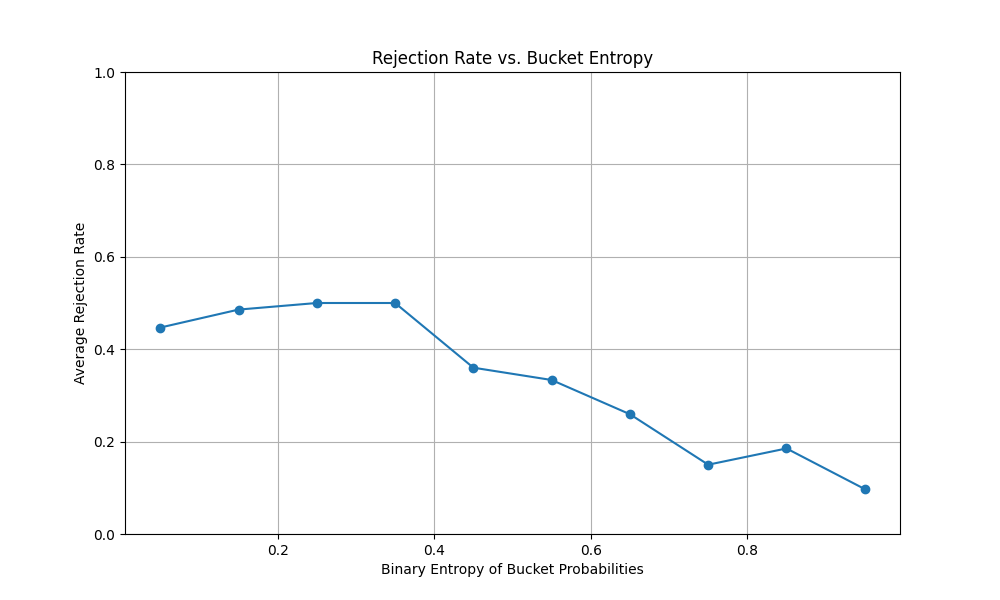 Rejection Rate vs. Bucket Entropy
1.0
0.8
0.6
0.4
0.2
0.0
Average Rejection Rate
0.2 0.4 0.6 0.8
Binary Entropy of Bucket Probabilities